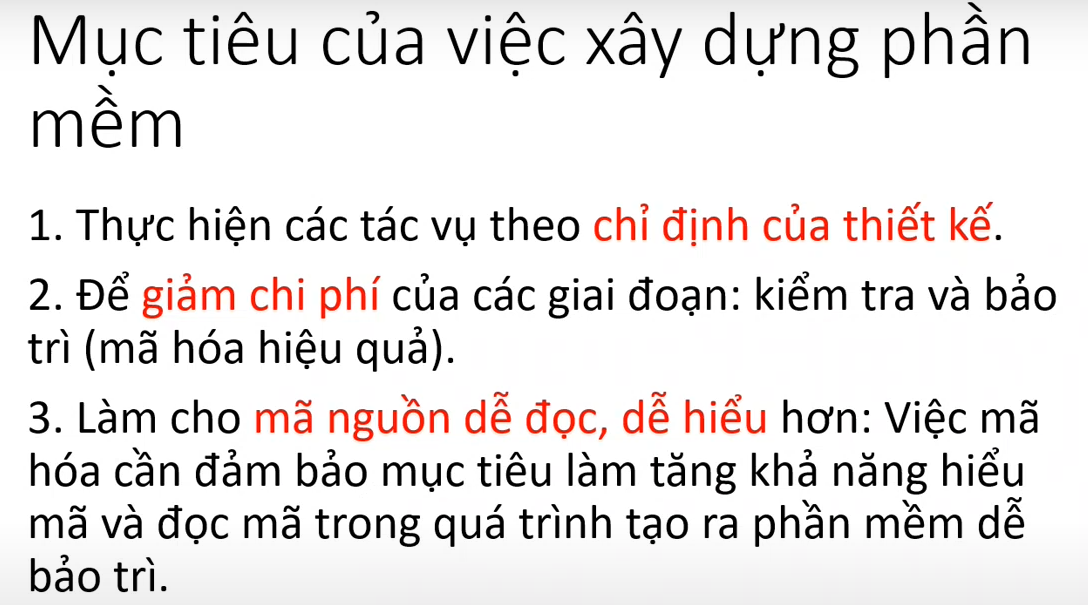 Mục tiêu của việc xây dựng phần
mềm
1. Thực hiện các tác vụ theo chỉ định của thiết kế.
2. Để giảm chi phí của các giai đoạn: kiểm tra và bảo
trì (mã hóa hiệu quả).
3. Làm cho mã nguồn dễ đọc, dễ hiểu hơn: Việc mã
hóa cần đảm bảo mục tiêu làm tăng khả năng hiểu
mã và đọc mã trong quá trình tạo ra phần mềm dễ
bảo trì.